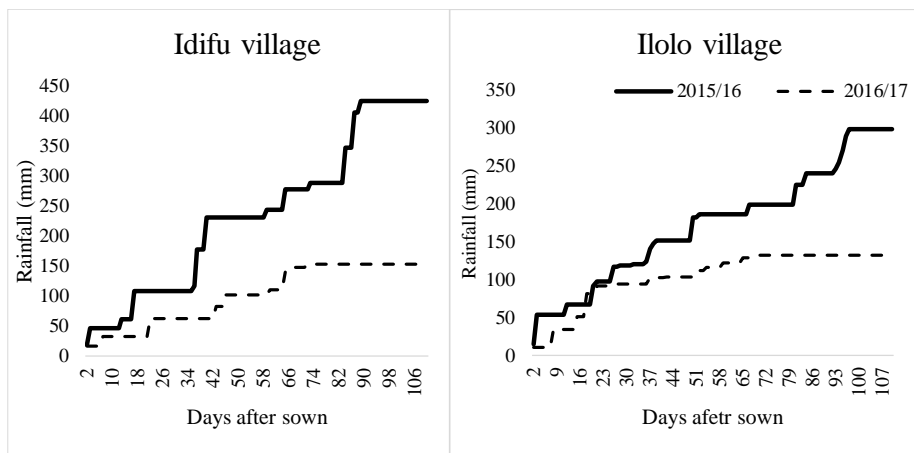 Idifu village
450
400
350
300
250
200
150
100
50
0
Rainfall (mm)
2 10 18 26 34 42 50 58 66 74 82 90 98 106
Days after sown
Ilolo village
2015/16 2016/17
350
300
250
200
150
100
50
0
Rainfall (mm)
2 9 16 23 30 37 44 51 58 65 72 79 86 93 100 107
Days afetr sown